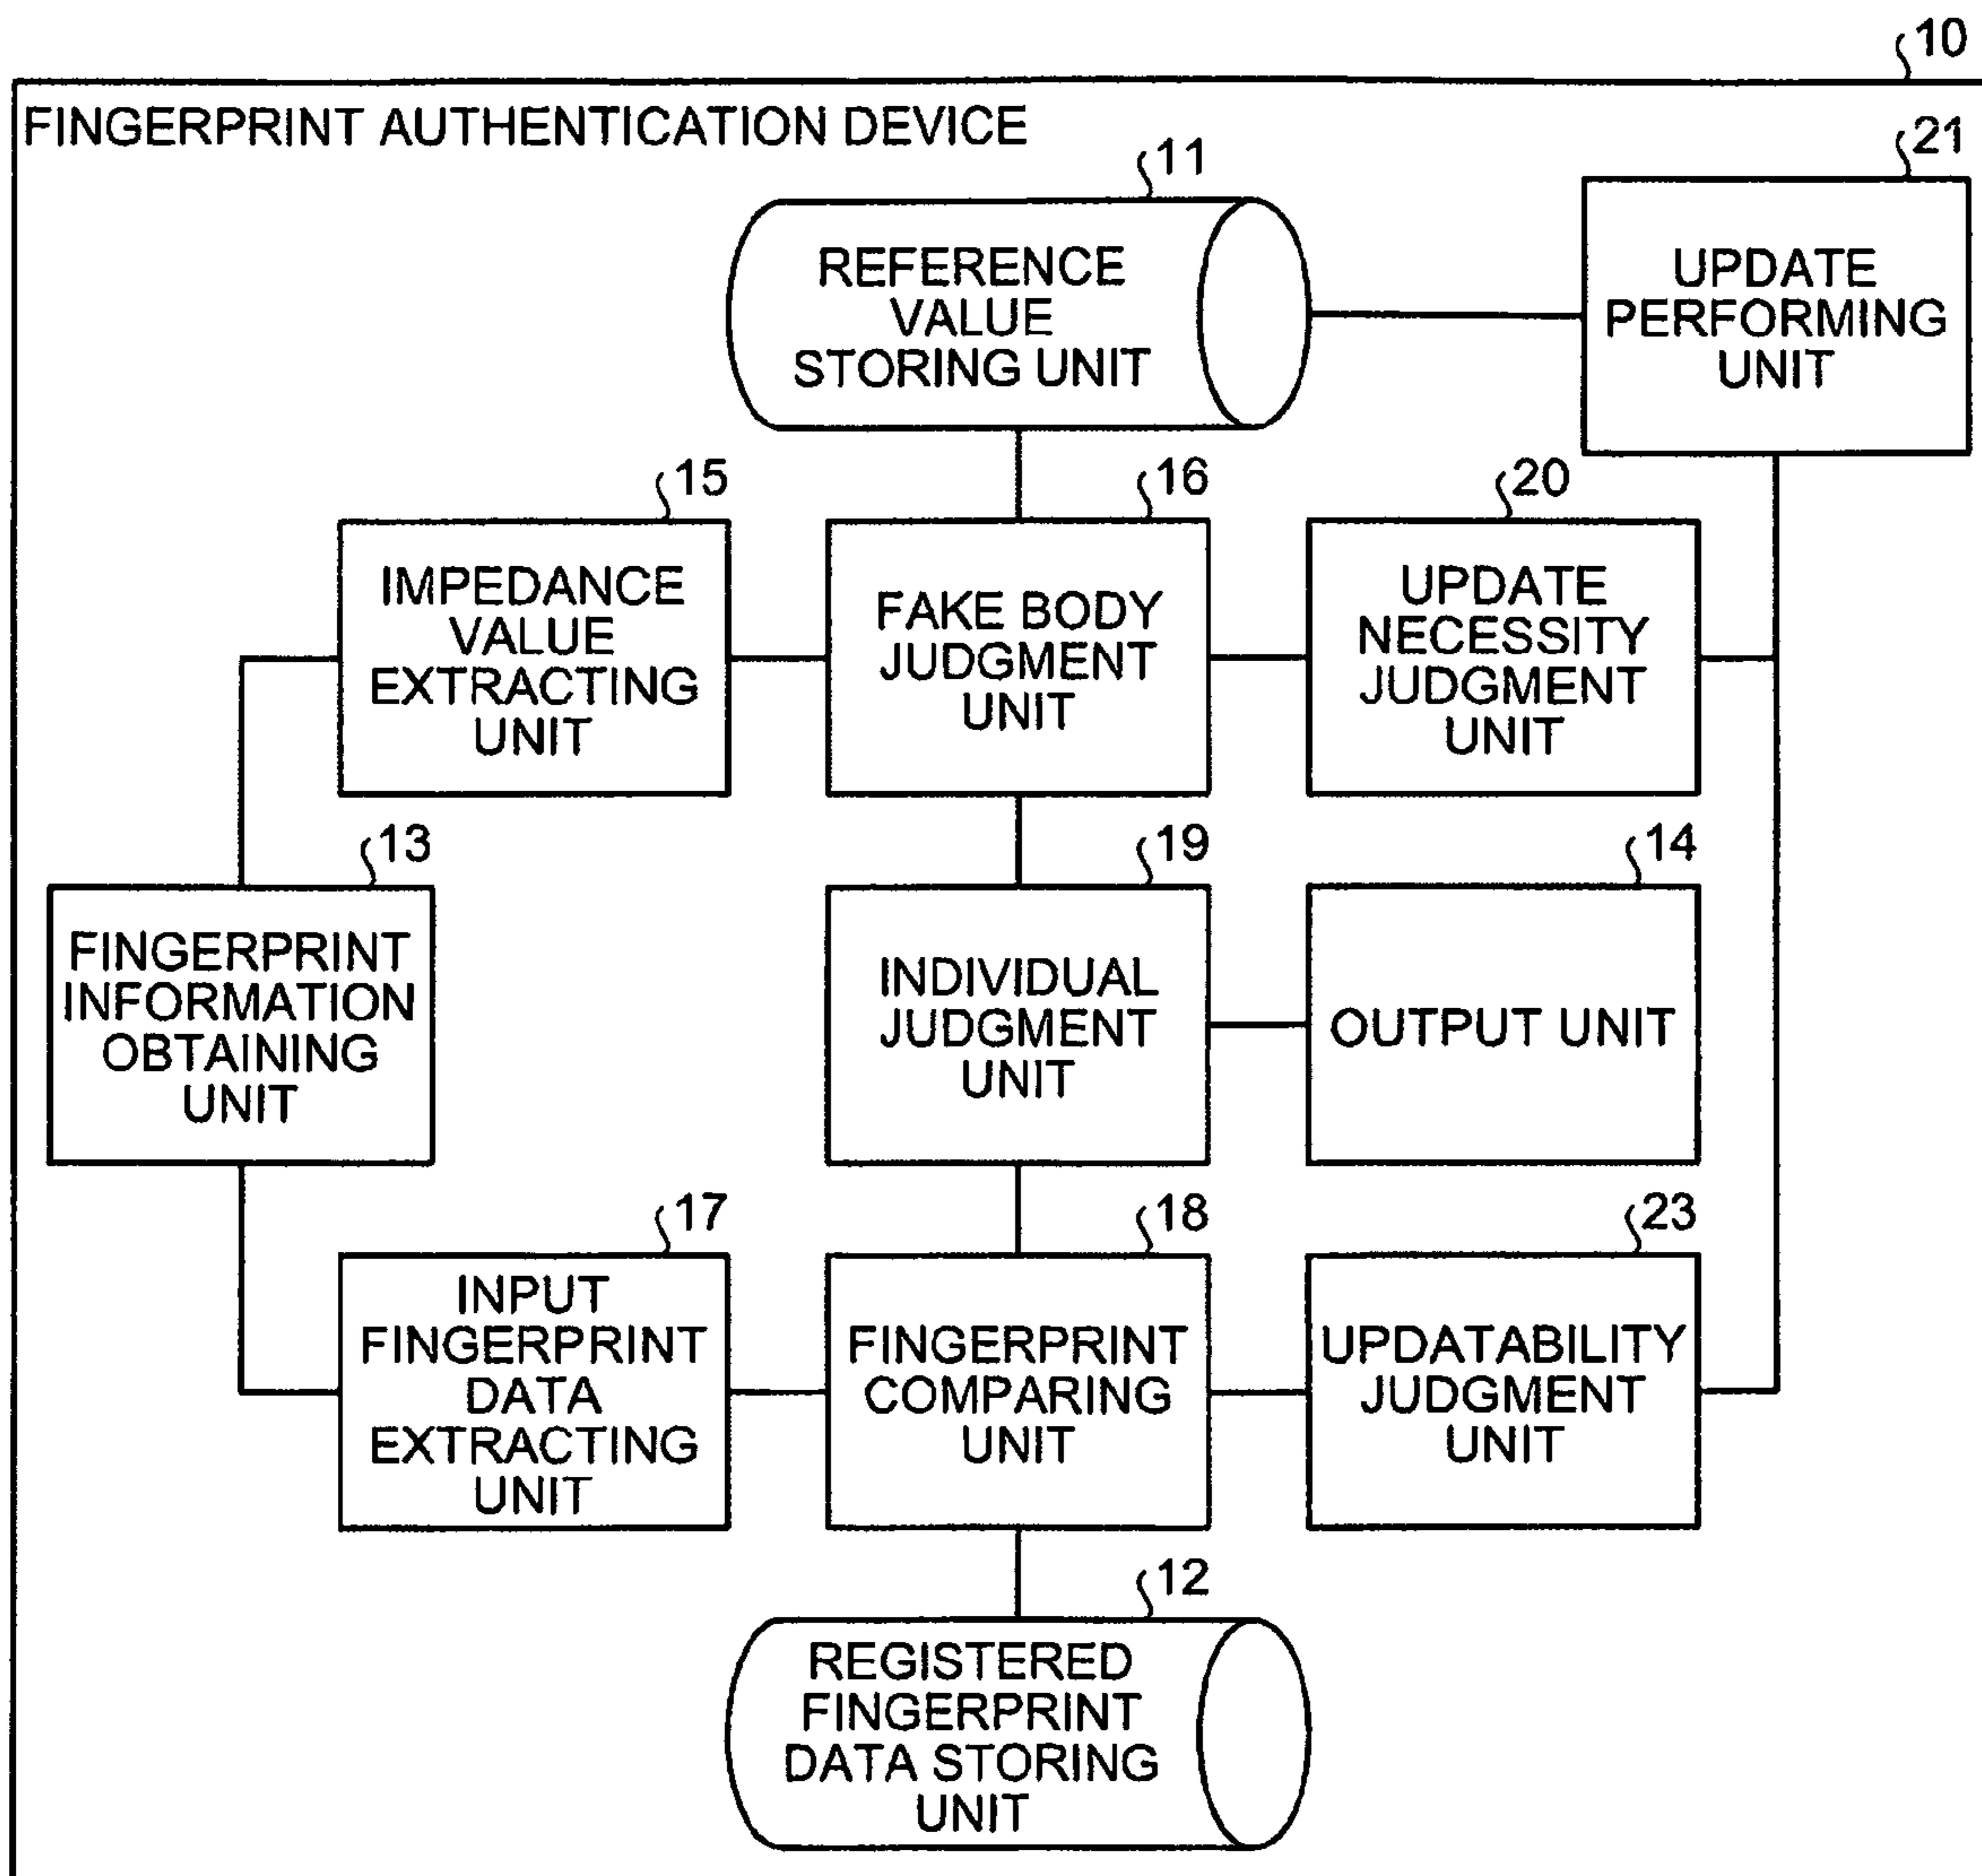 10
FINGERPRINT AUTHENTICATION DEVICE
11
REFERENCE
VALUE
STORING UNIT
21
UPDATE
PERFORMING
UNIT
15
IMPEDANCE
VALUE
EXTRACTING
UNIT
16
FAKE BODY
JUDGMENT
UNIT
20
UPDATE
NECESSITY
JUDGMENT
UNIT
13
FINGERPRINT
INFORMATION
OBTAINING
UNIT
19
INDIVIDUAL
JUDGMENT
UNIT
14
OUTPUT UNIT
17
INPUT
FINGERPRINT
DATA
EXTRACTING
UNIT
18
FINGERPRINT
COMPARING
UNIT
23
UPDATABILITY
JUDGMENT
UNIT
12
REGISTERED
FINGERPRINT
DATA STORING
UNIT